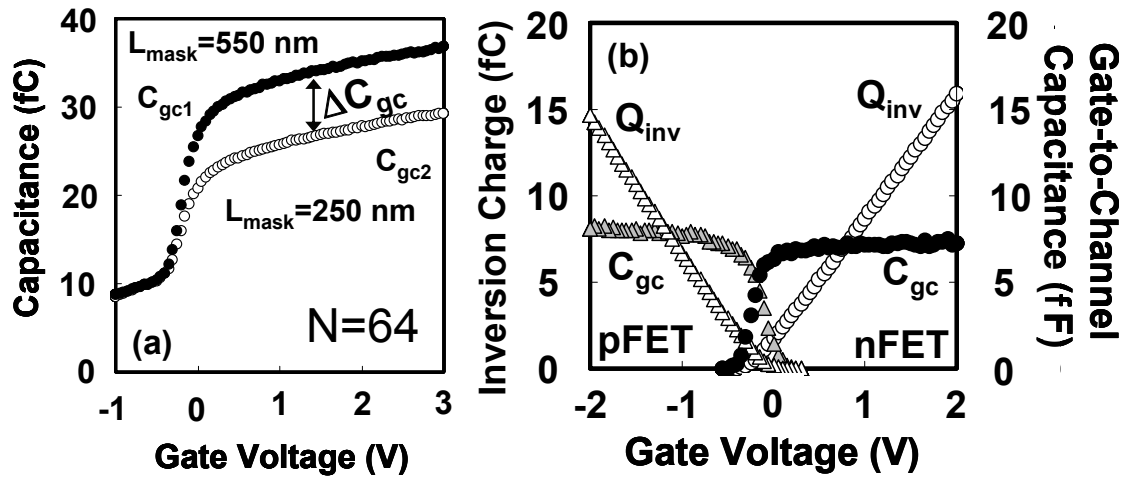 40
30
20
10
0
Capacitance (fC)
L_mask=550 nm
C_gc1
ΔC_gc
C_gc2
L_mask=250 nm
(a)
N=64
-1
0
1
2
3
Gate Voltage (V)
20
15
10
5
0
Inversion Charge (fC)
(b)
Q_inv
Q_inv
C_gc
C_gc
pFET
nFET
-2
-1
0
1
2
Gate Voltage (V)
20
15
10
5
0
Gate-to-Channel
Capacitance (fF)